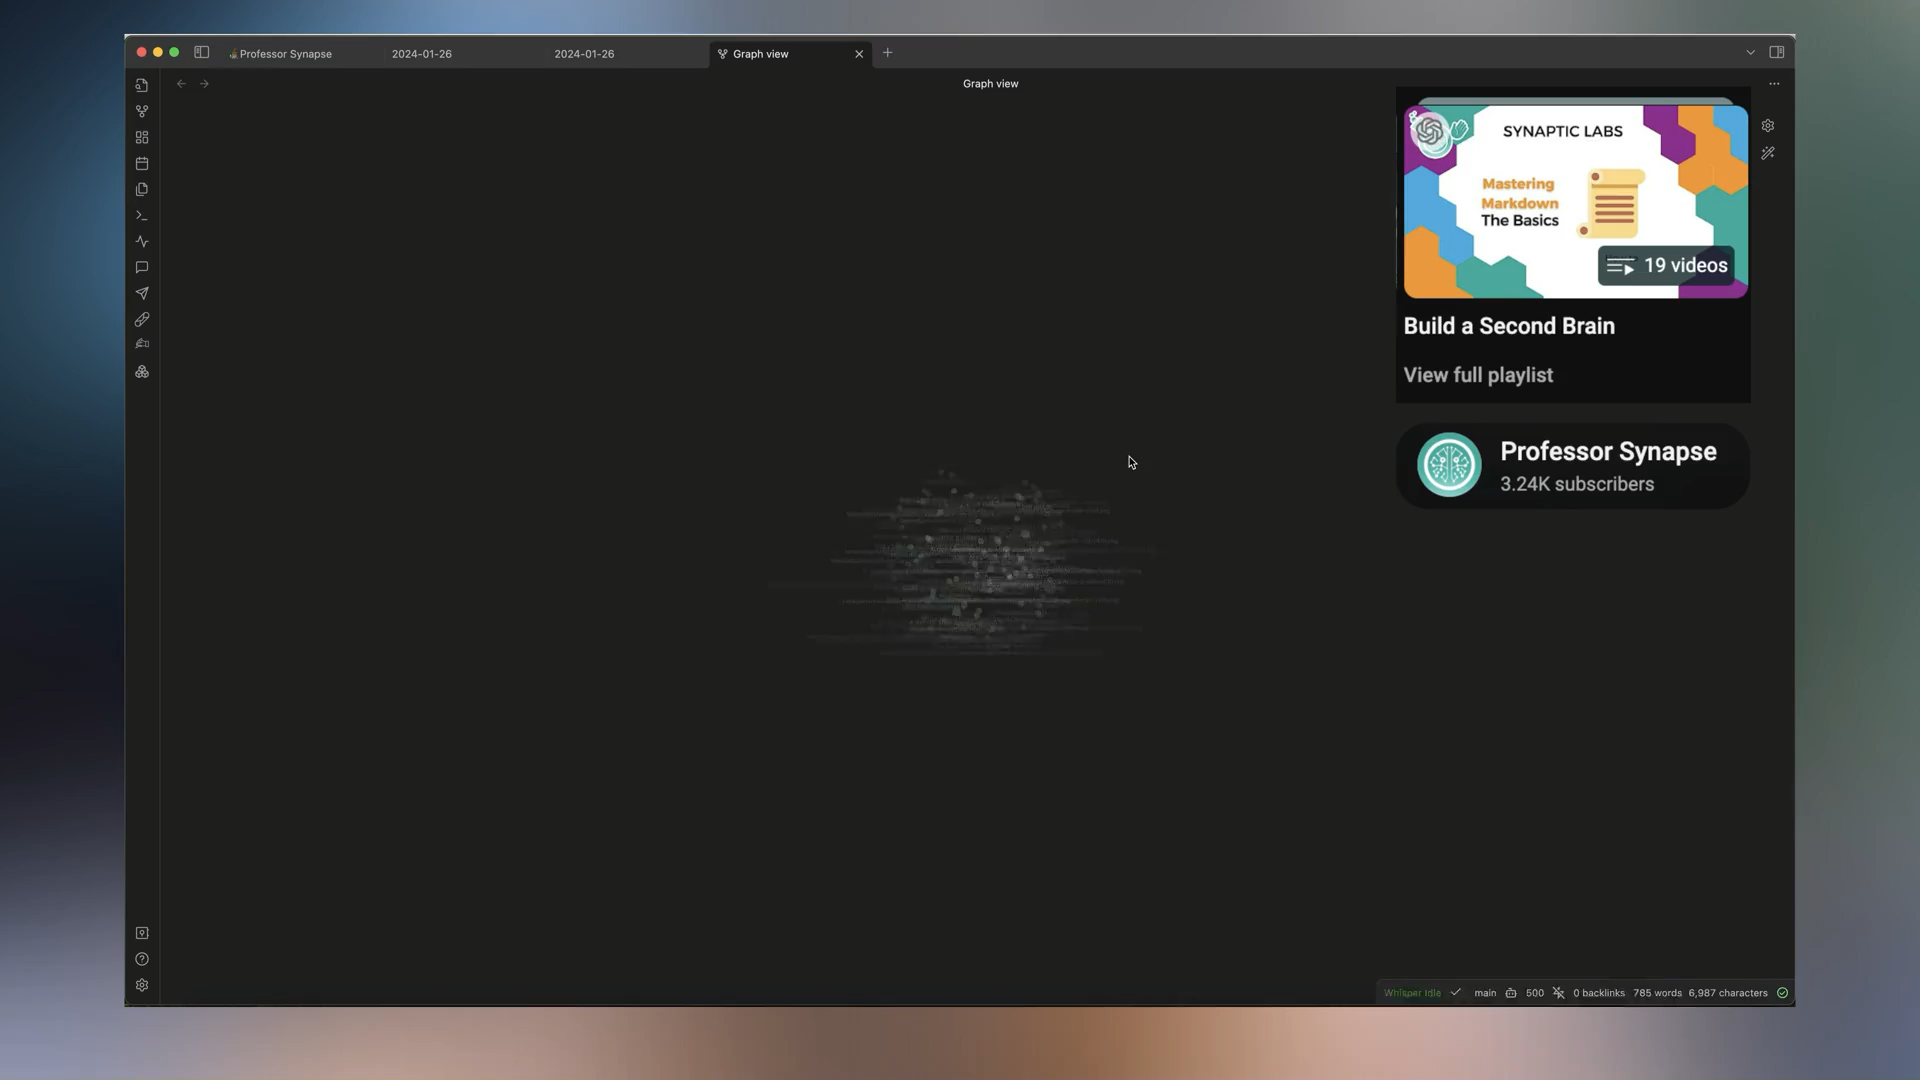 Professor Synapse
2024-01-26
2024-01-26
Graph view
Graph view
SYNAPTIC LABS
Mastering
Markdown
The Basics
19 videos
Build a Second Brain
View full playlist
Professor Synapse
3.24K subscribers
Whisper Idle
main
500
0 backlinks
785 words
6,987 characters